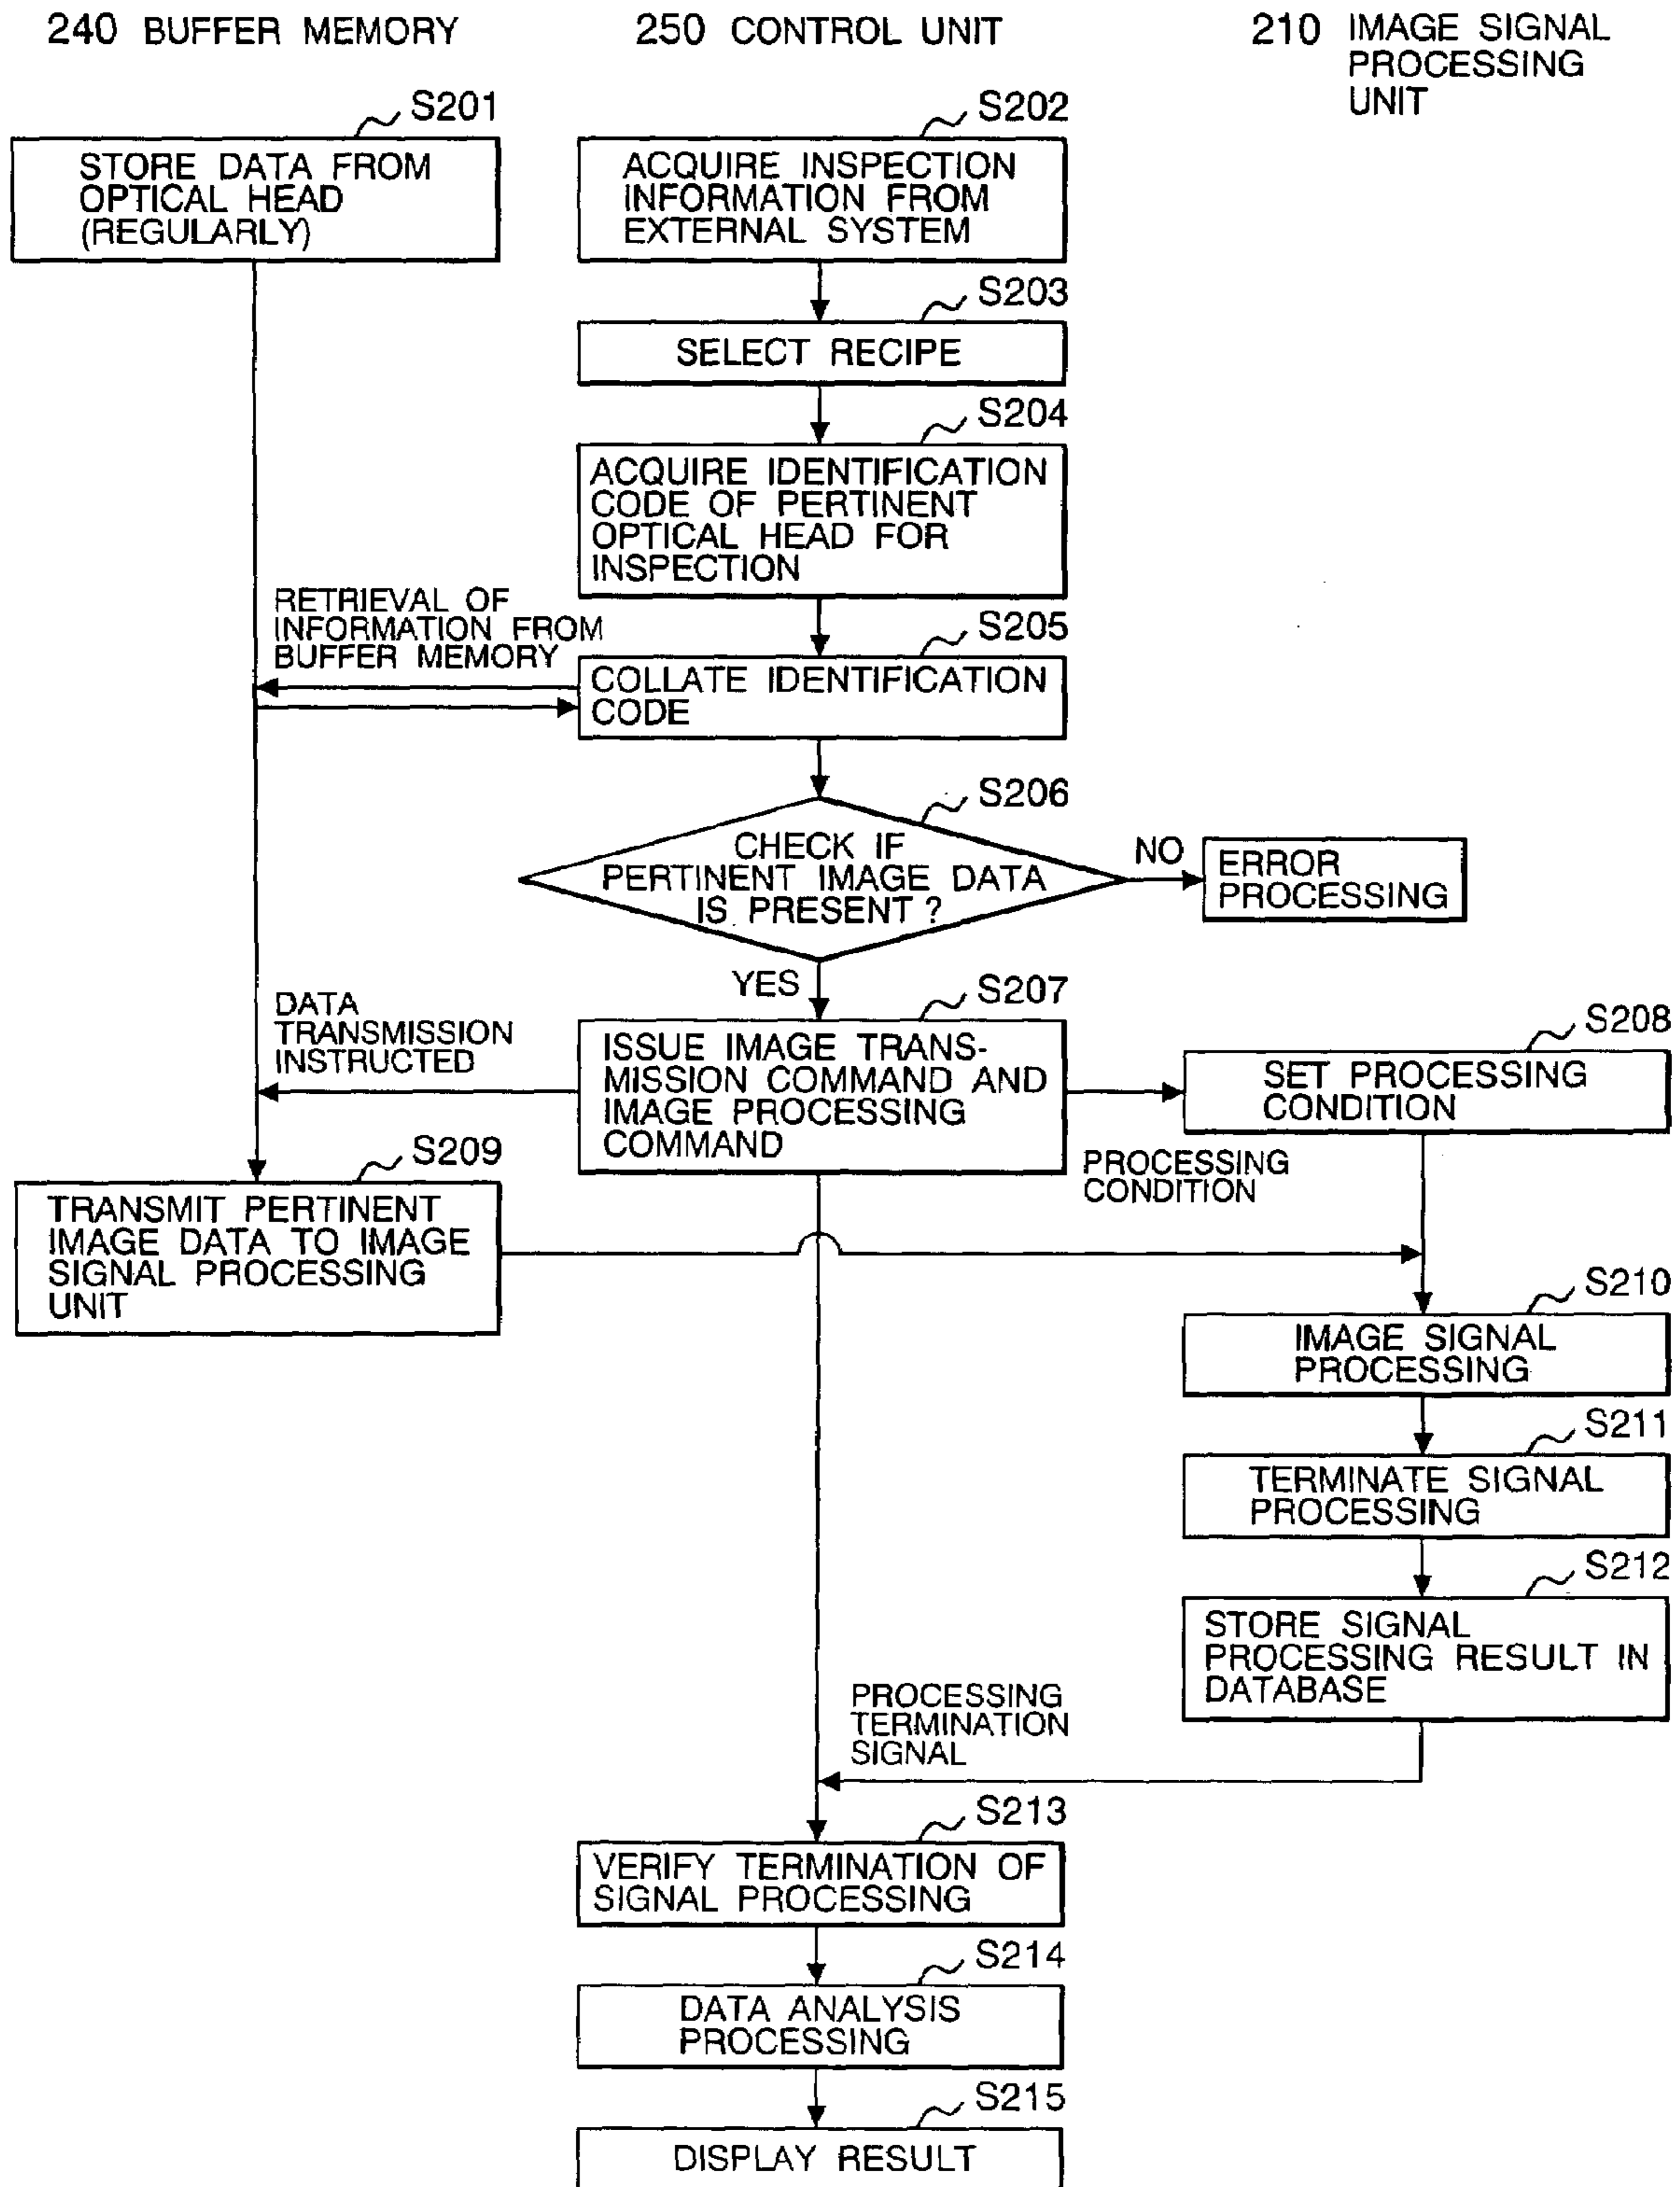 240 BUFFER MEMORY
250 CONTROL UNIT
210 IMAGE SIGNAL
PROCESSING
UNIT
S201
STORE DATA FROM
OPTICAL HEAD
(REGULARLY)
S202
ACQUIRE INSPECTION
INFORMATION FROM
EXTERNAL SYSTEM
S203
SELECT RECIPE
S204
ACQUIRE IDENTIFICATION
CODE OF PERTINENT
OPTICAL HEAD FOR
INSPECTION
RETRIEVAL OF
INFORMATION FROM
BUFFER MEMORY
S205
COLLATE IDENTIFICATION
CODE
S206
CHECK IF
PERTINENT IMAGE DATA
IS PRESENT ?
NO
ERROR
PROCESSING
YES
DATA
TRANSMISSION
INSTRUCTED
S207
ISSUE IMAGE TRANS-
MISSION COMMAND AND
IMAGE PROCESSING
COMMAND
S208
SET PROCESSING
CONDITION
PROCESSING
CONDITION
S209
TRANSMIT PERTINENT
IMAGE DATA TO IMAGE
SIGNAL PROCESSING
UNIT
S210
IMAGE SIGNAL
PROCESSING
S211
TERMINATE SIGNAL
PROCESSING
S212
STORE SIGNAL
PROCESSING RESULT IN
DATABASE
PROCESSING
TERMINATION
SIGNAL
S213
VERIFY TERMINATION OF
SIGNAL PROCESSING
S214
DATA ANALYSIS
PROCESSING
S215
DISPLAY RESULT